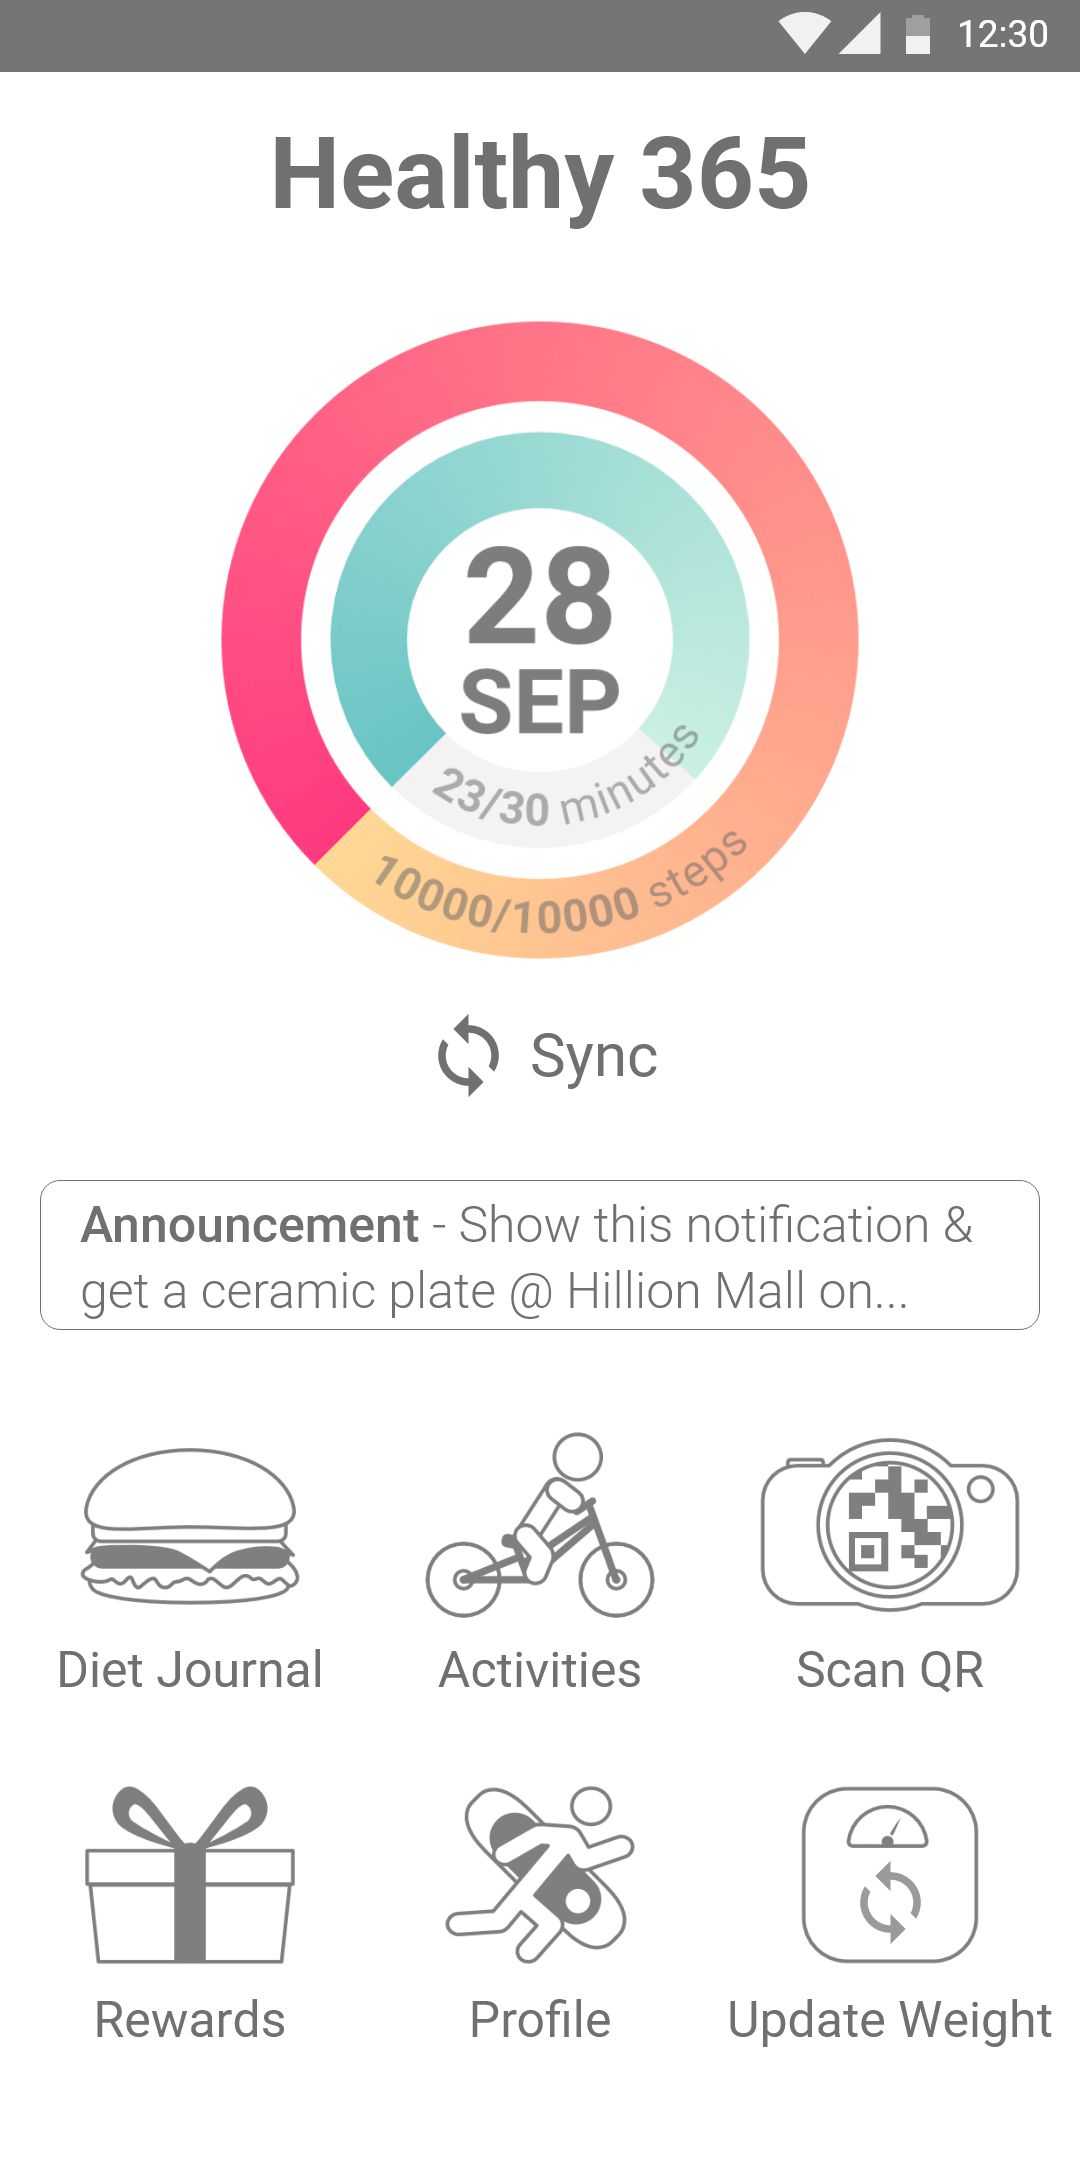 12:30
Healthy 365
28
SEP
23/30 minutes
10000/10000 steps
Sync
Announcement - Show this notification &
get a ceramic plate @ Hillion Mall on...
Diet Journal
Activities
Scan QR
Rewards
Profile
Update Weight